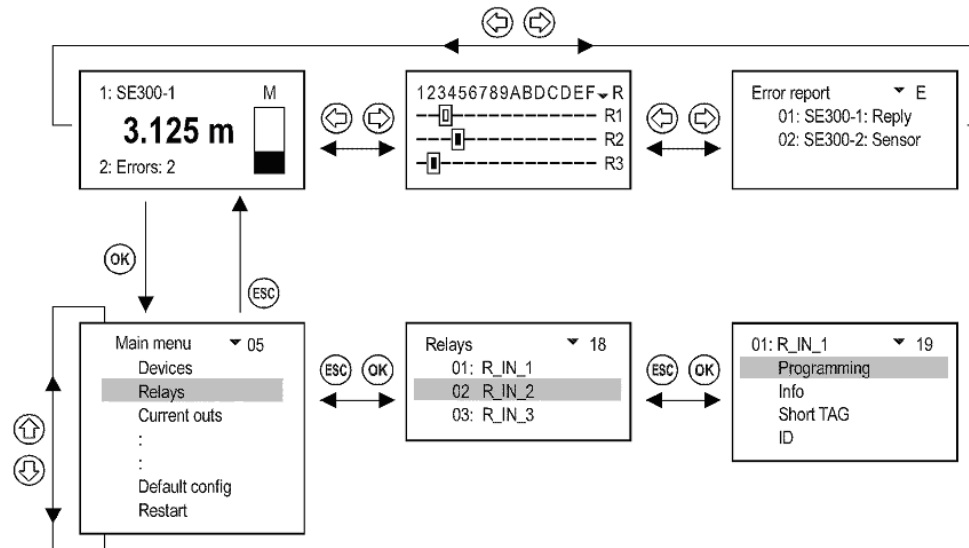 1: SE300-1 M
3.125 m
2: Errors: 2
123456789ABDCDEF R
R1
R2
R3
Error report E
01: SE300-1: Reply
02: SE300-2: Sensor
OK
ESC
Main menu 05
Devices
Relays
Current outs
:
:
Default config
Restart
ESC OK
Relays 18
01: R_IN_1
02 R_IN_2
03: R_IN_3
ESC OK
01: R_IN_1 19
Programming
Info
Short TAG
ID